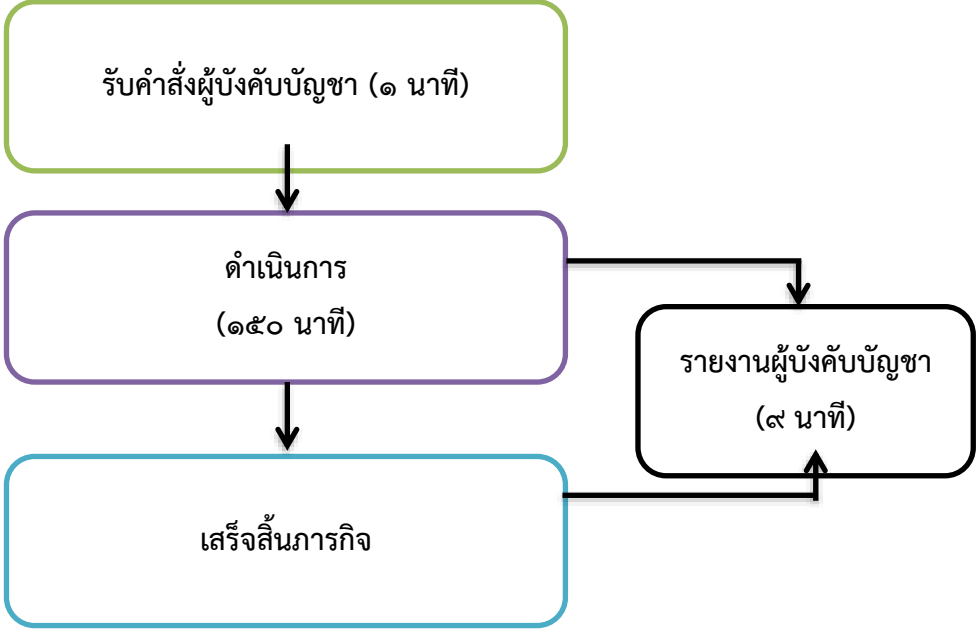 รับคำสั่งผู้บังคับบัญชา (๑ นาที)
ดำเนินการ
(๑๕๐ นาที)
รายงานผู้บังคับบัญชา
(๙ นาที)
เสร็จสิ้นภารกิจ